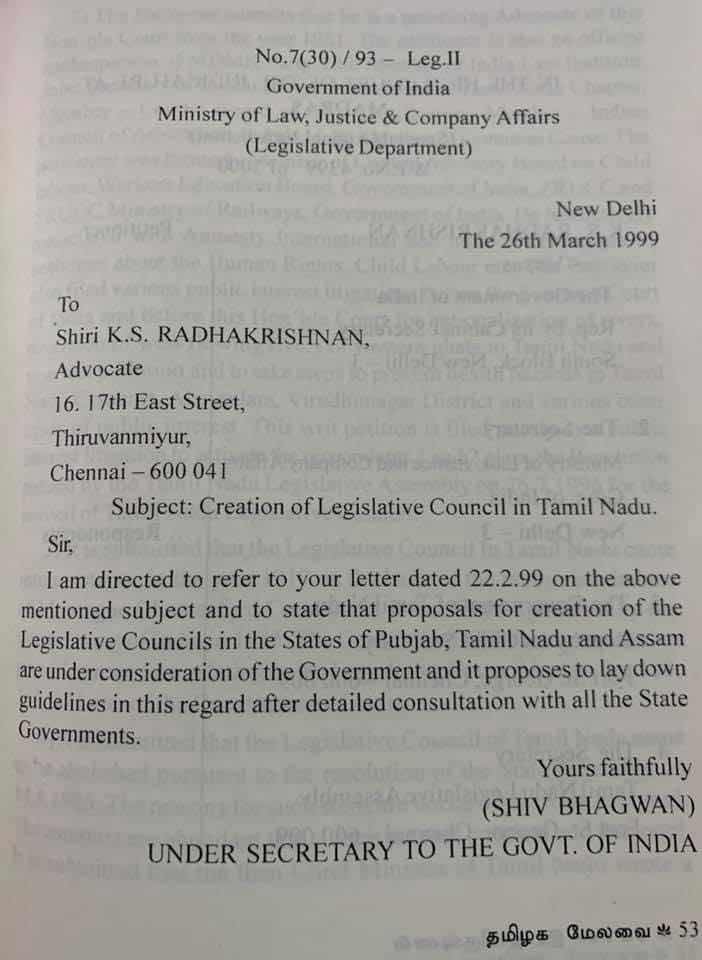 No.7(30) / 93 – Leg.II
Government of India
Ministry of Law, Justice & Company Affairs
(Legislative Department)
New Delhi
The 26th March 1999
To
Shiri K.S. RADHAKRISHNAN,
Advocate
16. 17th East Street,
Thiruvanmiyur,
Chennai – 600 041
Subject: Creation of Legislative Council in Tamil Nadu.
Sir,
I am directed to refer to your letter dated 22.2.99 on the above
mentioned subject and to state that proposals for creation of the
Legislative Councils in the States of Pubjab, Tamil Nadu and Assam
are under consideration of the Government and it proposes to lay down
guidelines in this regard after detailed consultation with all the State
Governments.
Yours faithfully
(SHIV BHAGWAN)
UNDER SECRETARY TO THE GOVT. OF INDIA
தமிழக மேலவை 53